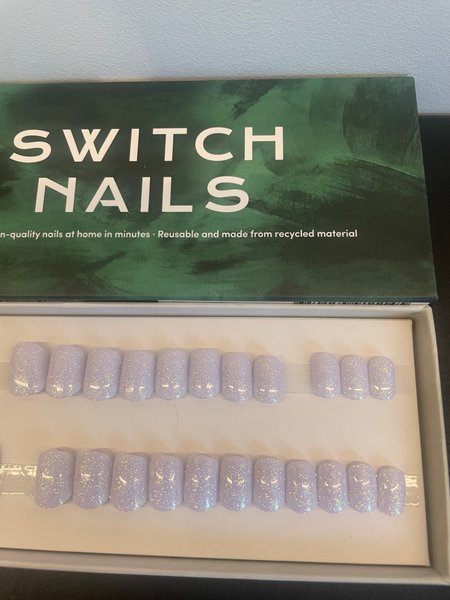 SWITCH
NAILS
n-quality nails at home in minutes · Reusable and made from recycled material